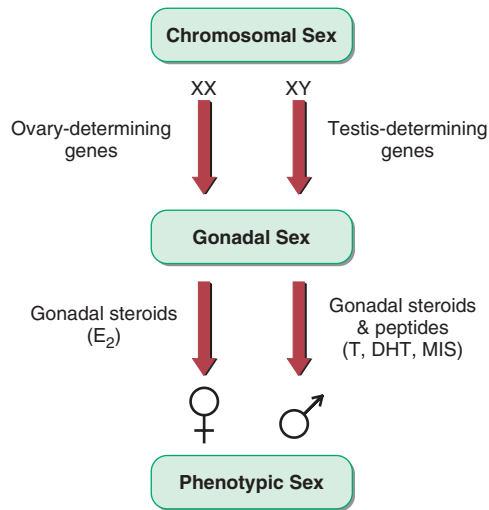 Chromosomal Sex
XX
XY
Ovary-determining
genes
Testis-determining
genes
Gonadal Sex
Gonadal steroids
(E₂)
Gonadal steroids
& peptides
(T, DHT, MIS)
Phenotypic Sex